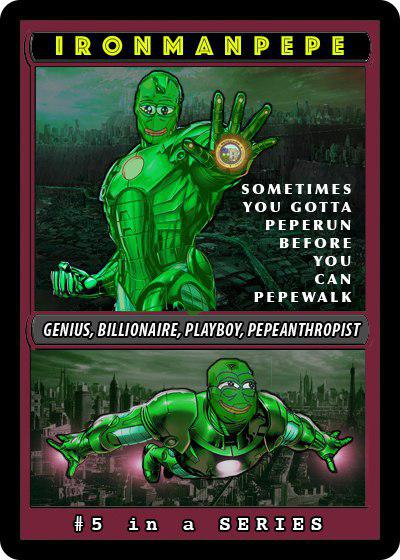 IRONMANPEPE
SOMETIMES
YOU GOTTA
PEPERUN
BEFORE
YOU
CAN
PEPEWALK
GENIUS, BILLIONAIRE, PLAYBOY, PEPEANTHROPIST
#5 in a SERIES